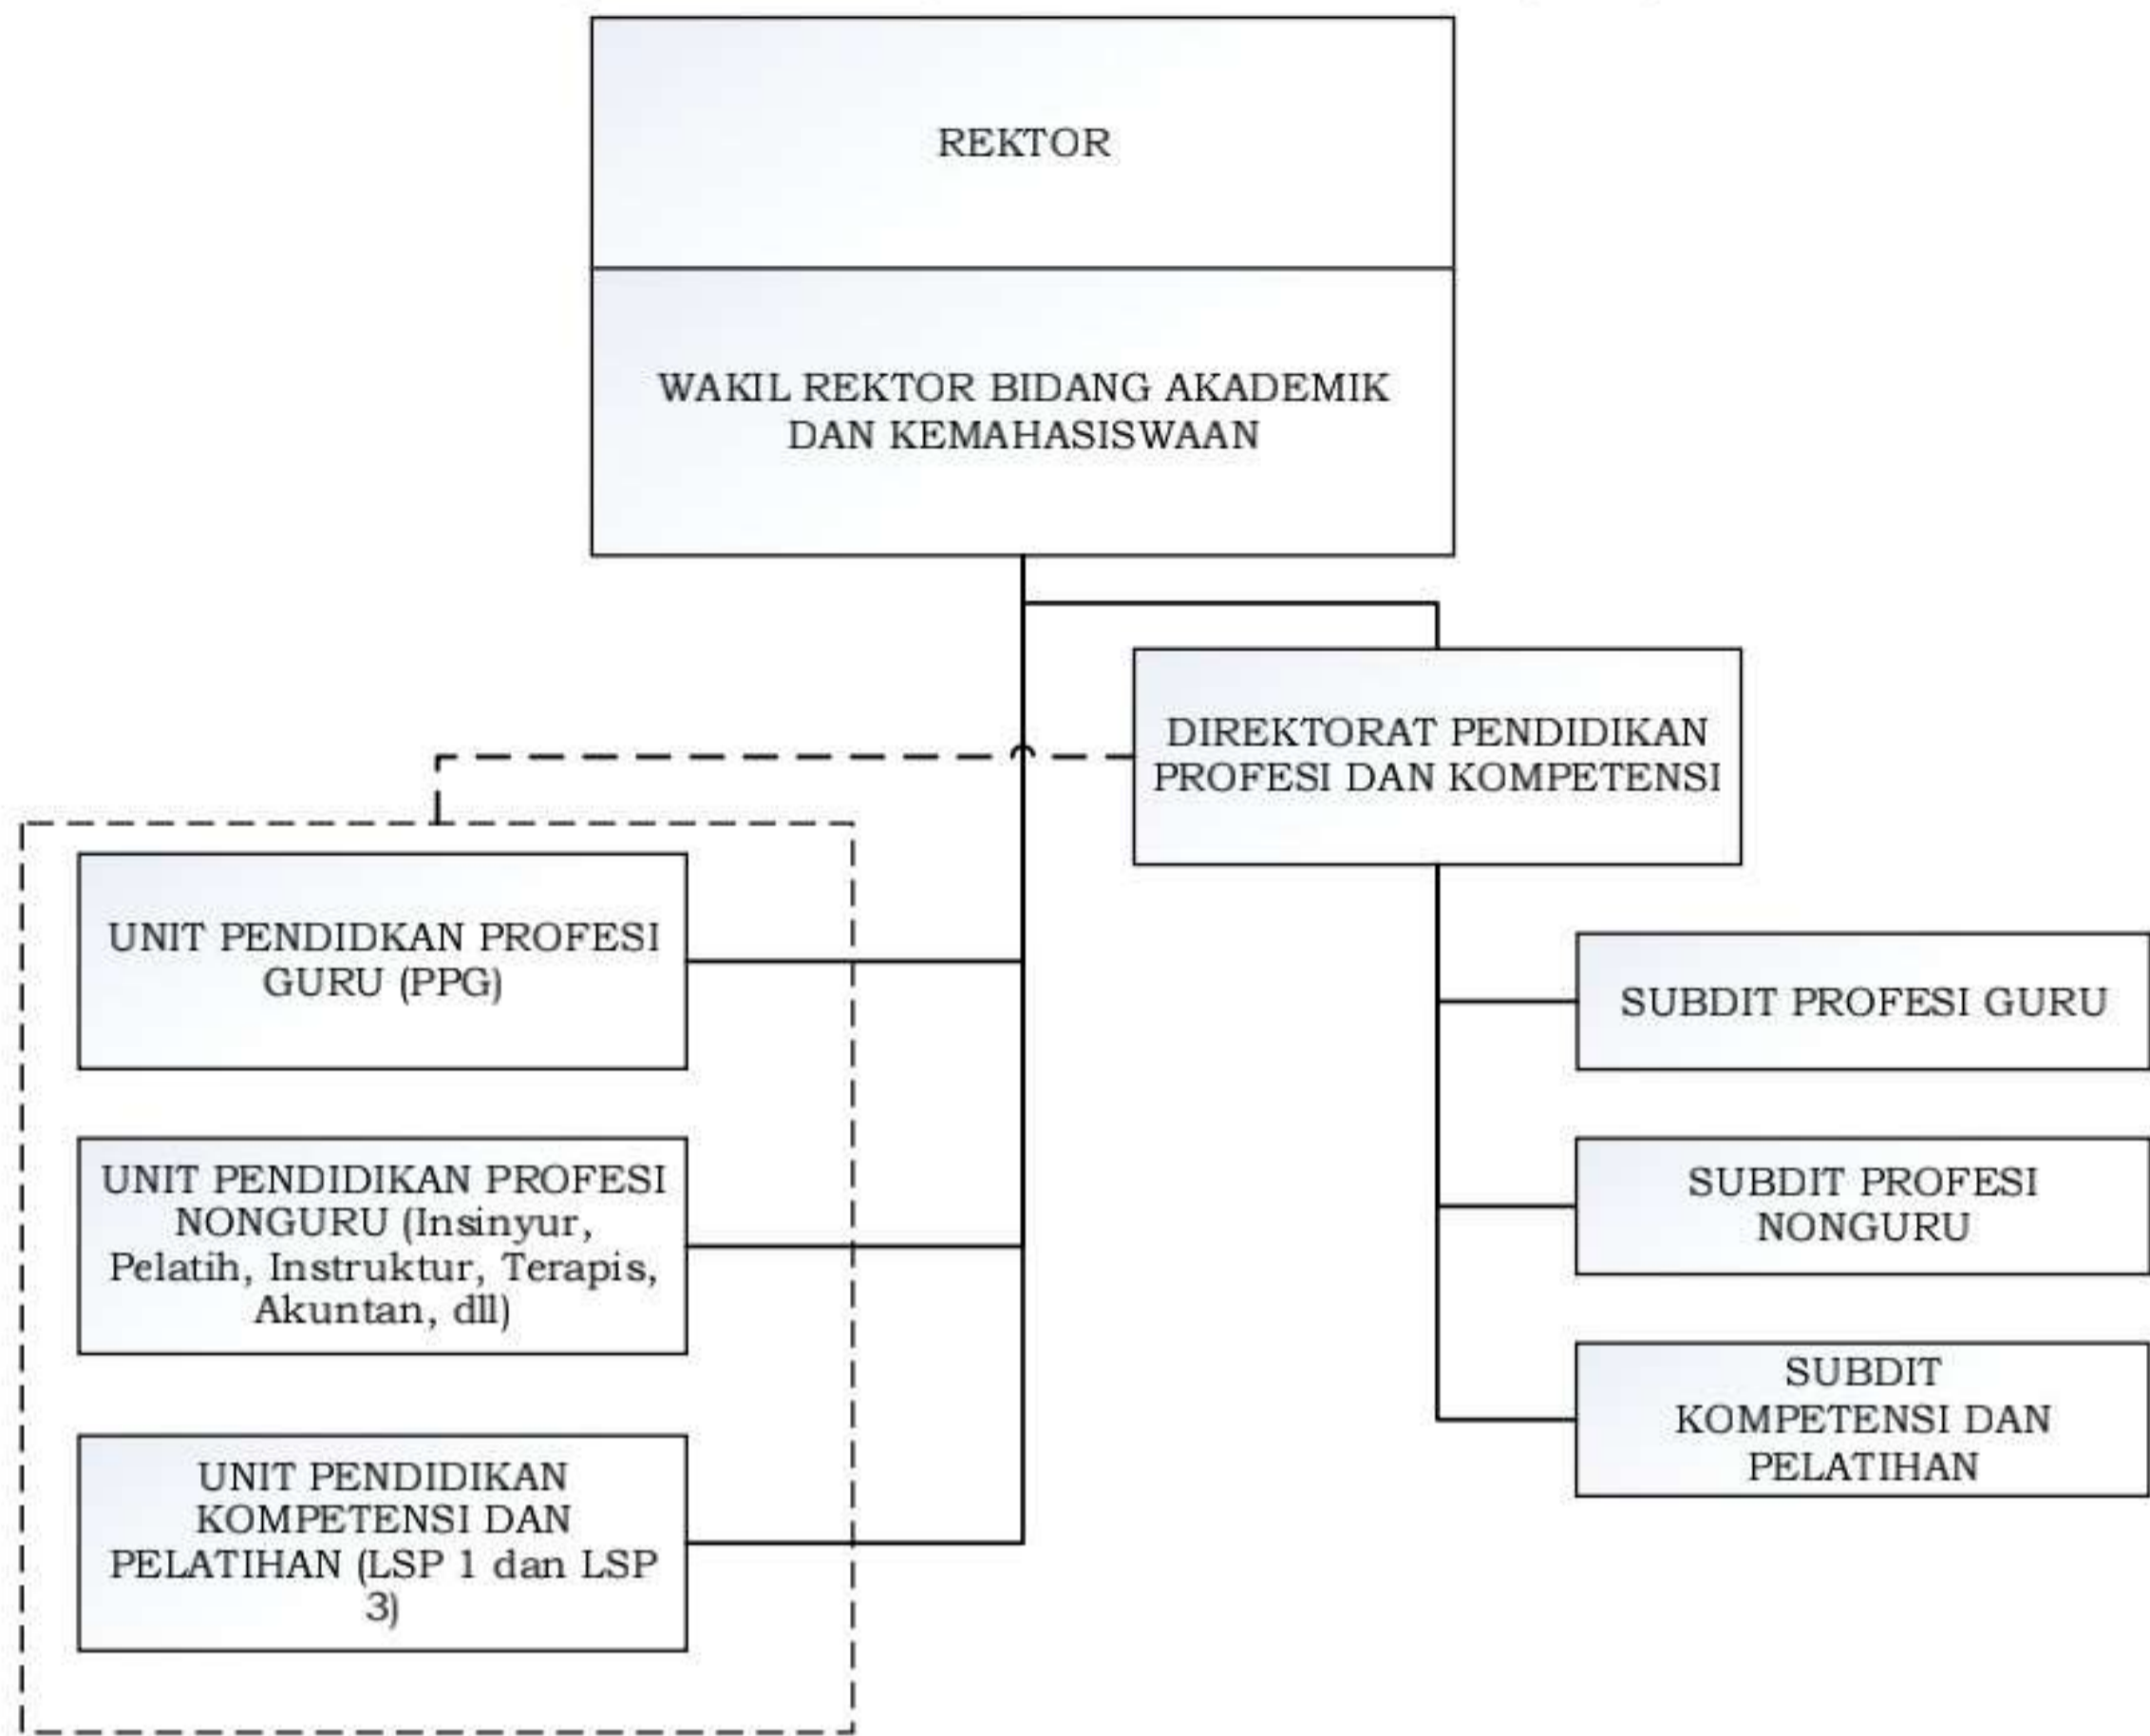 REKTOR
WAKIL REKTOR BIDANG AKADEMIK
DAN KEMAHASISWAAN
DIREKTORAT PENDIDIKAN
PROFESI DAN KOMPETENSI
UNIT PENDIDKAN PROFESI
GURU (PPG)
UNIT PENDIDIKAN PROFESI
NONGURU (Insinyur,
Pelatih, Instruktur, Terapis,
Akuntan, dll)
UNIT PENDIDIKAN
KOMPETENSI DAN
PELATIHAN (LSP 1 dan LSP
3)
SUBDIT PROFESI GURU
SUBDIT PROFESI
NONGURU
SUBDIT
KOMPETENSI DAN
PELATIHAN